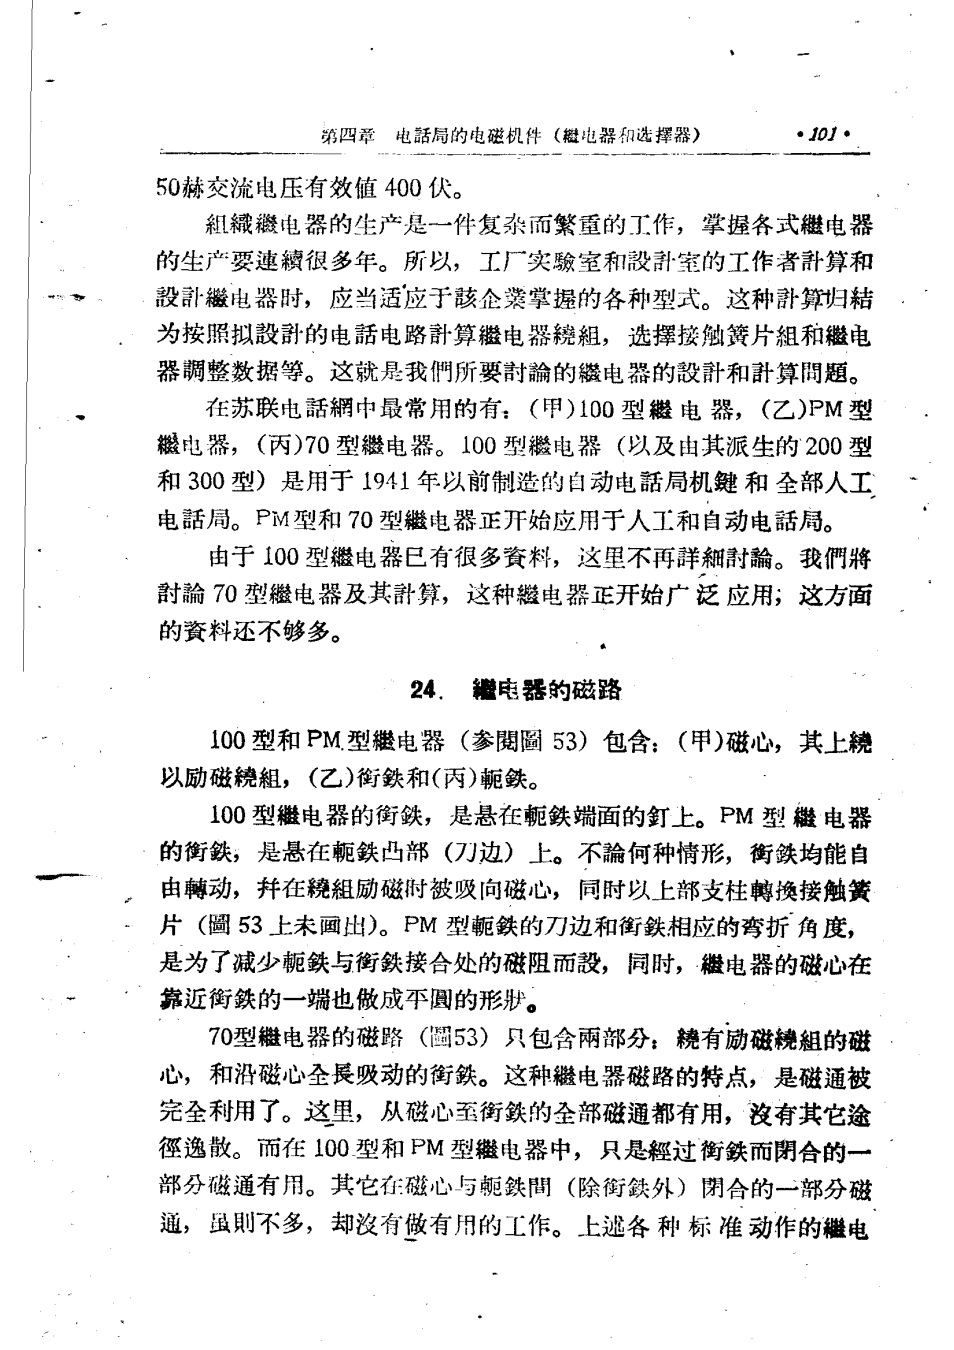 第四章　电話局的电磁机件（繼电器和选擇器）　•101•
50赫交流电压有效値 400 伏。
組織繼电器的生产是一件复杂而繁重的工作，掌握各式繼电器
的生产要連續很多年。所以，工厂实驗室和設計室的工作者計算和
設計繼电器时，应当适应于該企業掌握的各种型式。这种計算归結
为按照拟設計的电話电路計算繼电器繞組，选擇接触簧片組和繼电
器調整数据等。这就是我們所要討論的繼电器的設計和計算問題。
在苏联电話網中最常用的有：(甲)100 型繼电器，(乙)PM 型
繼电器，(丙)70 型繼电器。100 型繼电器（以及由其派生的 200 型
和 300 型）是用于 1941 年以前制造的自动电話局机鍵和全部人工
电話局。PM型和 70 型繼电器正开始应用于人工和自动电話局。
由于 100 型繼电器巳有很多資料，这里不再詳細討論。我們將
討論 70 型繼电器及其計算，这种繼电器正开始广泛应用；这方面
的資料还不够多。
24．繼电器的磁路
100 型和 PM 型繼电器（参閱圖 53）包含：(甲)磁心，其上繞
以励磁繞組，(乙)銜鉄和(丙)軛鉄。
100 型繼电器的銜鉄，是悬在軛鉄端面的釘上。PM 型繼电器
的銜鉄，是悬在軛鉄凸部（刀边）上。不論何种情形，銜鉄均能自
由轉动，幷在繞組励磁时被吸向磁心，同时以上部支柱轉換接触簧
片（圖 53 上未画出）。PM 型軛鉄的刀边和銜鉄相应的弯折角度，
是为了减少軛鉄与銜鉄接合处的磁阻而設，同时，繼电器的磁心在
靠近銜鉄的一端也做成平圓的形狀。
70型繼电器的磁路（圖53）只包含兩部分：繞有励磁繞組的磁
心，和沿磁心全長吸动的銜鉄。这种繼电器磁路的特点，是磁通被
完全利用了。这里，从磁心至銜鉄的全部磁通都有用，沒有其它途
徑逸散。而在 100 型和 PM 型繼电器中，只是經过銜鉄而閉合的一
部分磁通有用。其它在磁心与軛鉄間（除銜鉄外）閉合的一部分磁
通，虽則不多，却沒有做有用的工作。上述各种标准动作的繼电